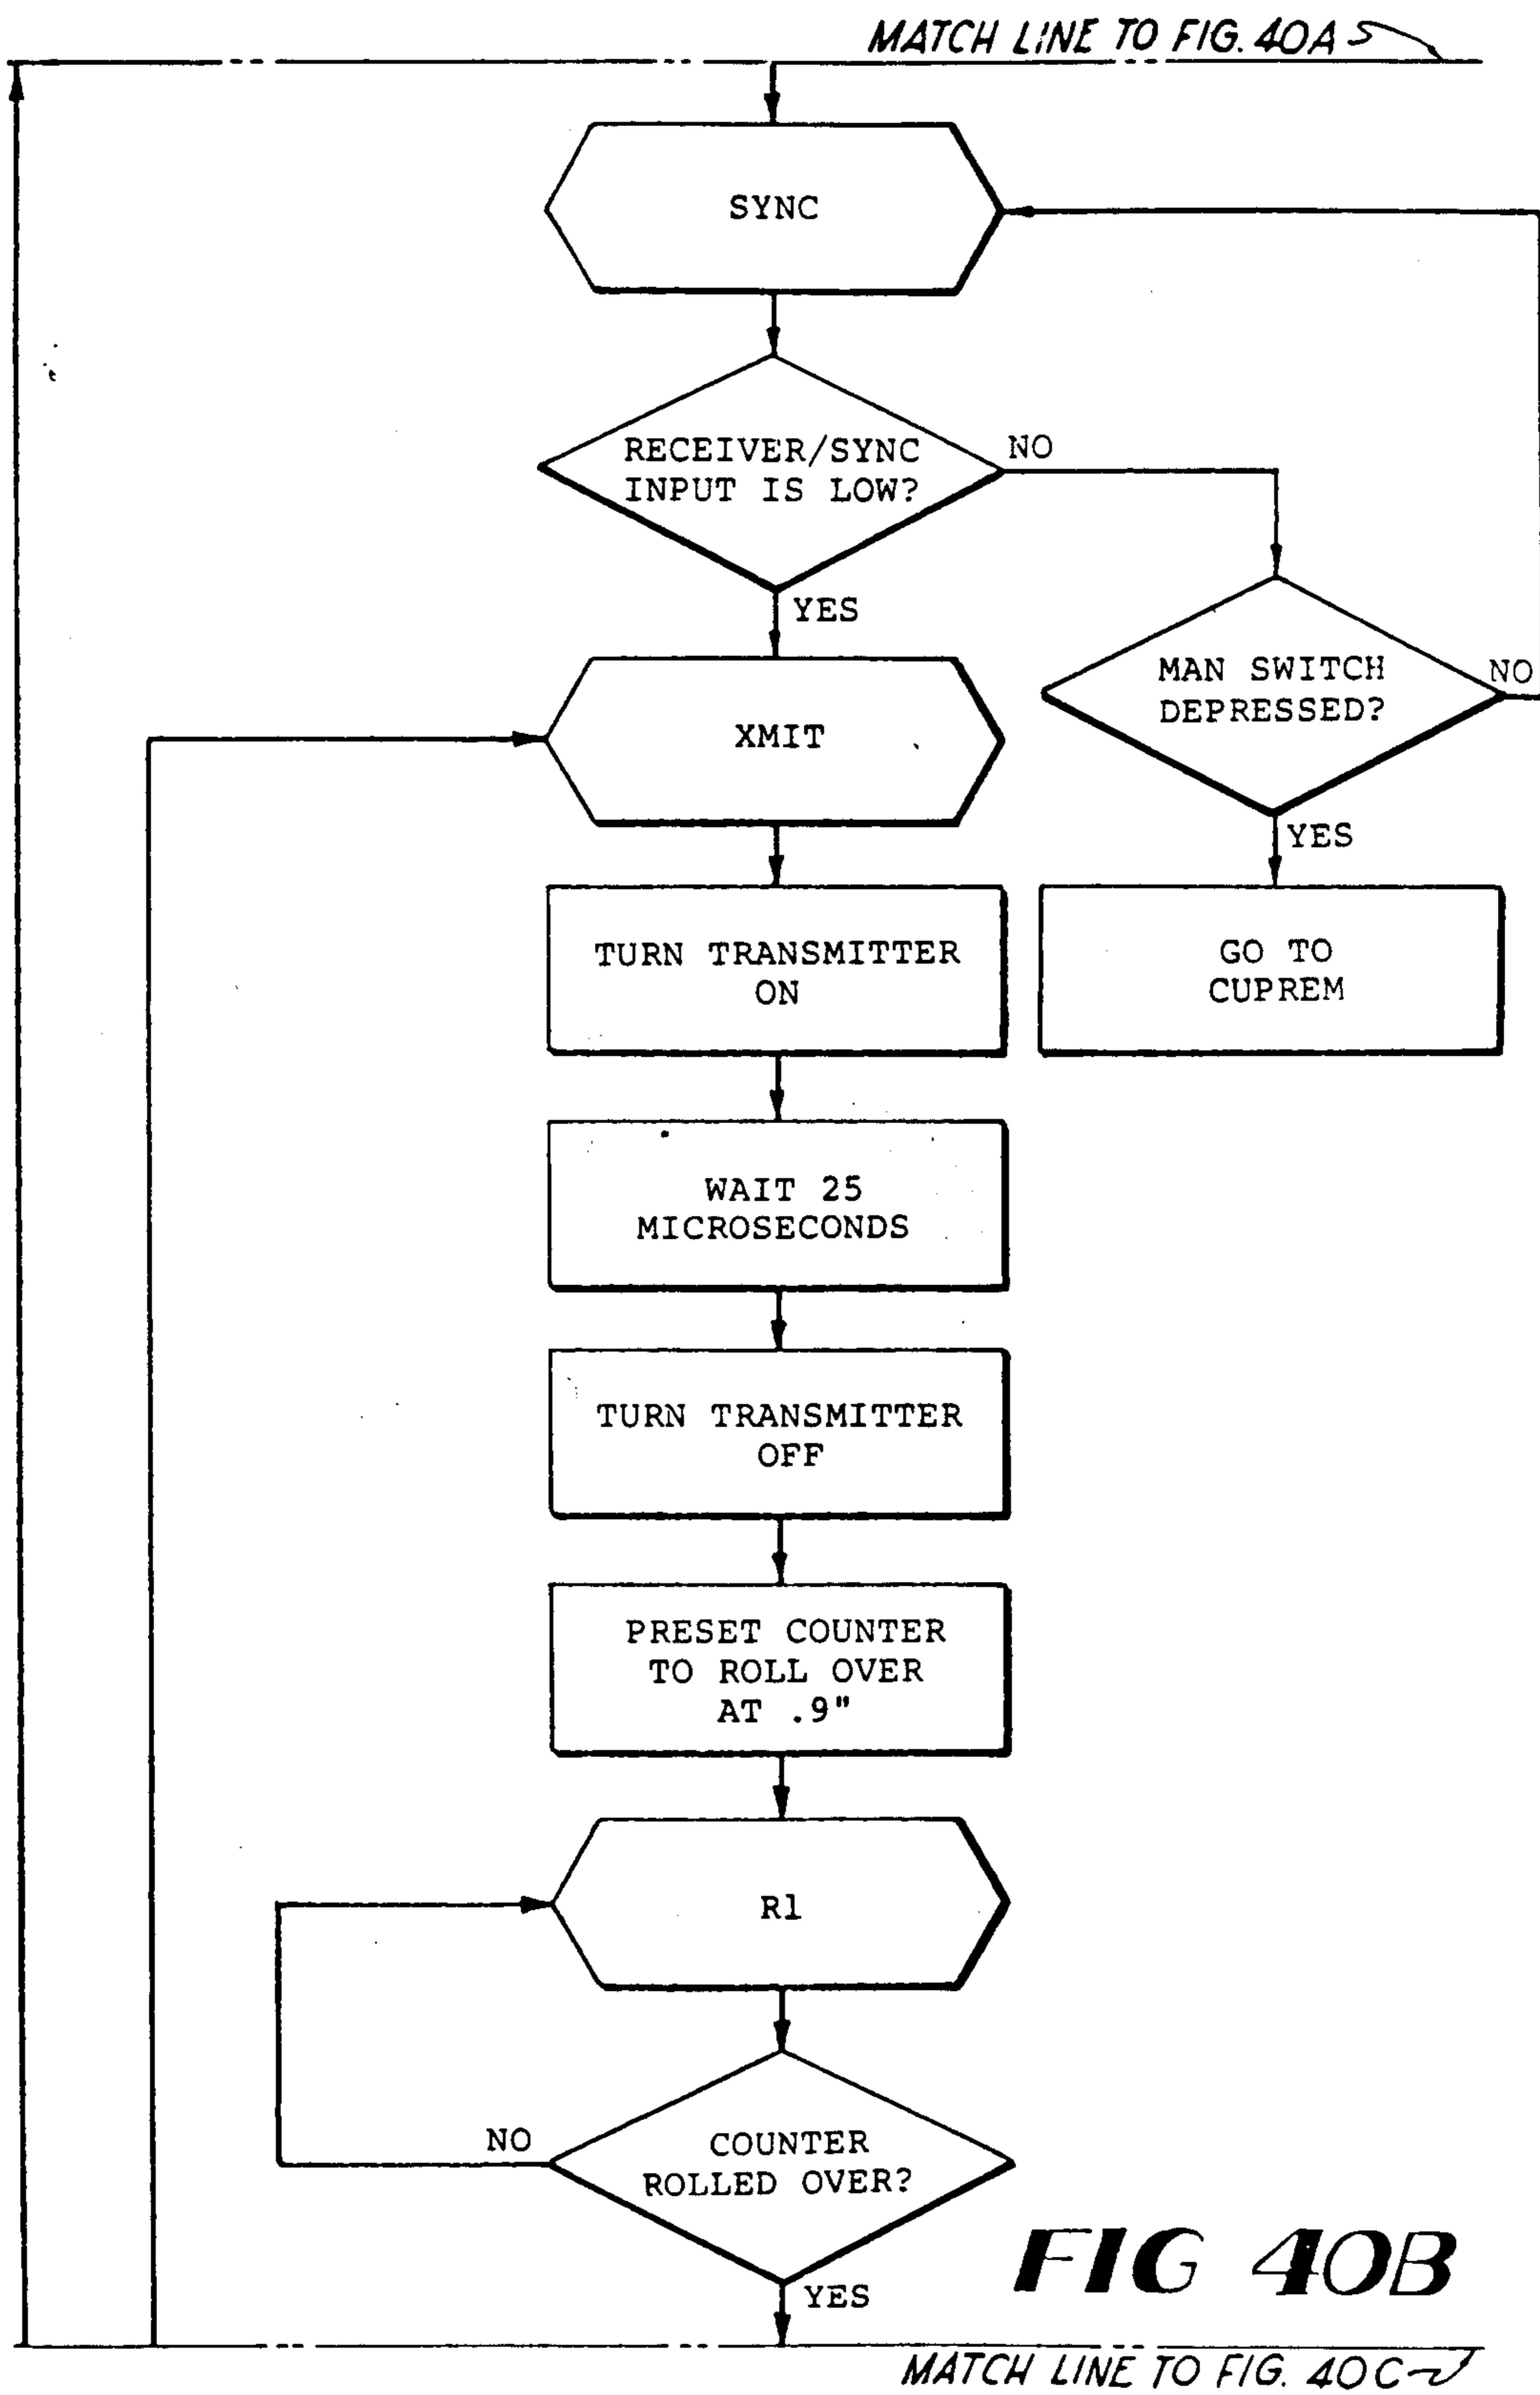 MATCH LINE TO FIG. 40A
SYNC
RECEIVER/SYNC
INPUT IS LOW?
NO
YES
MAN SWITCH
DEPRESSED?
NO
XMIT
YES
TURN TRANSMITTER
ON
GO TO
CUPREM
WAIT 25
MICROSECONDS
TURN TRANSMITTER
OFF
PRESET COUNTER
TO ROLL OVER
AT .9"
R1
NO
COUNTER
ROLLED OVER?
YES
FIG 40B
MATCH LINE TO FIG. 40C